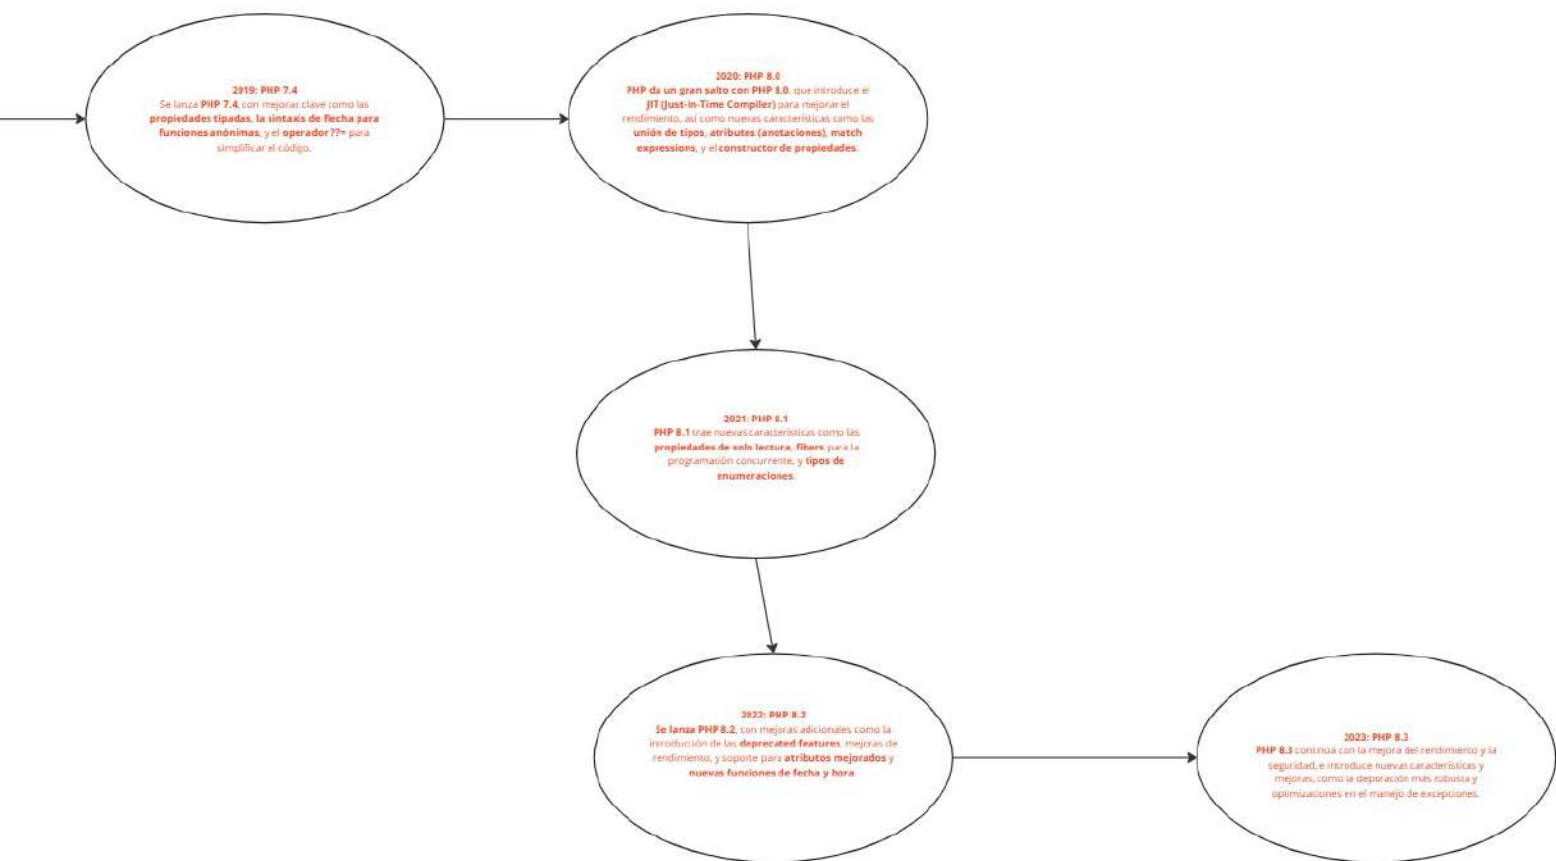 2019: PHP 7.4
Se lanza PHP 7.4, con mejoras clave como las
propiedades tipadas, la sintaxis de flecha para
funciones anónimas, y el operador ??= para
simplificar el código.
2020: PHP 8.0
PHP da un gran salto con PHP 8.0, que introduce el
JIT (Just-In-Time Compiler) para mejorar el
rendimiento, así como nuevas características como las
unión de tipos, atributes (anotaciones), match
expressions, y el constructor de propiedades.
2021: PHP 8.1
PHP 8.1 trae nuevas características como las
propiedades de solo lectura, fibers para la
programación concurrente, y tipos de
enumeraciones.
2022: PHP 8.2
Se lanza PHP 8.2, con mejoras adicionales como la
introducción de las deprecated features, mejoras de
rendimiento, y soporte para atributos mejorados y
nuevas funciones de fecha y hora
2023: PHP 8.3
PHP 8.3 continúa con la mejora del rendimiento y la
seguridad, e introduce nuevas características y
mejoras, como la depuración más robusta y
optimizaciones en el manejo de excepciones.